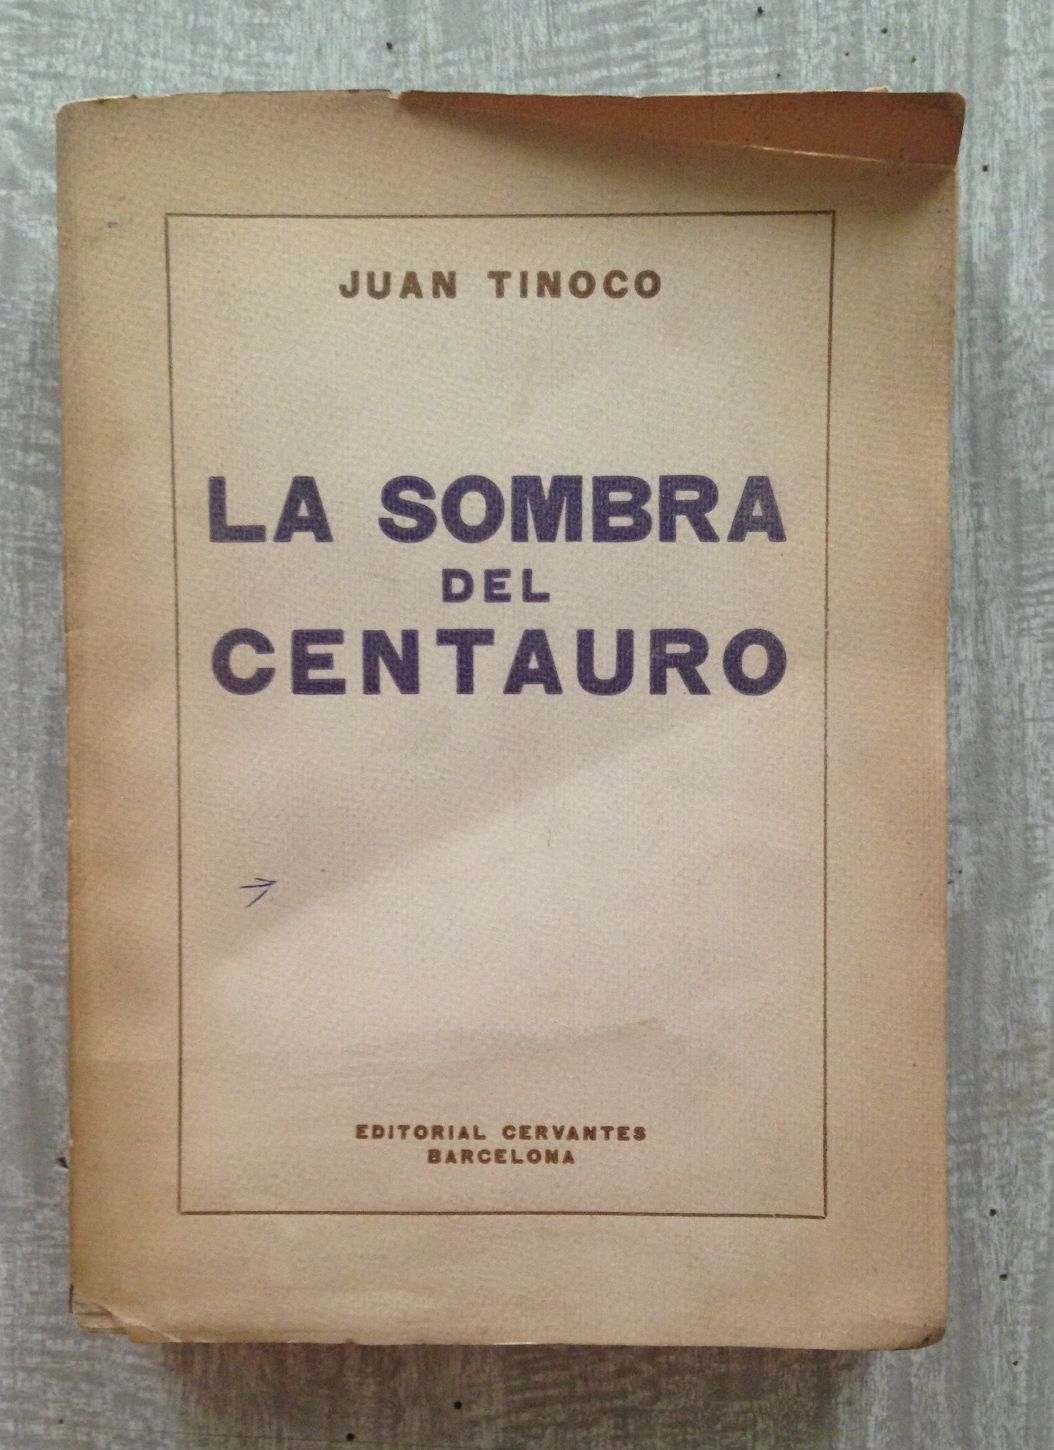 JUAN TINOCO
LA SOMBRA
DEL
CENTAURO
EDITORIAL CERVANTES
BARCELONA